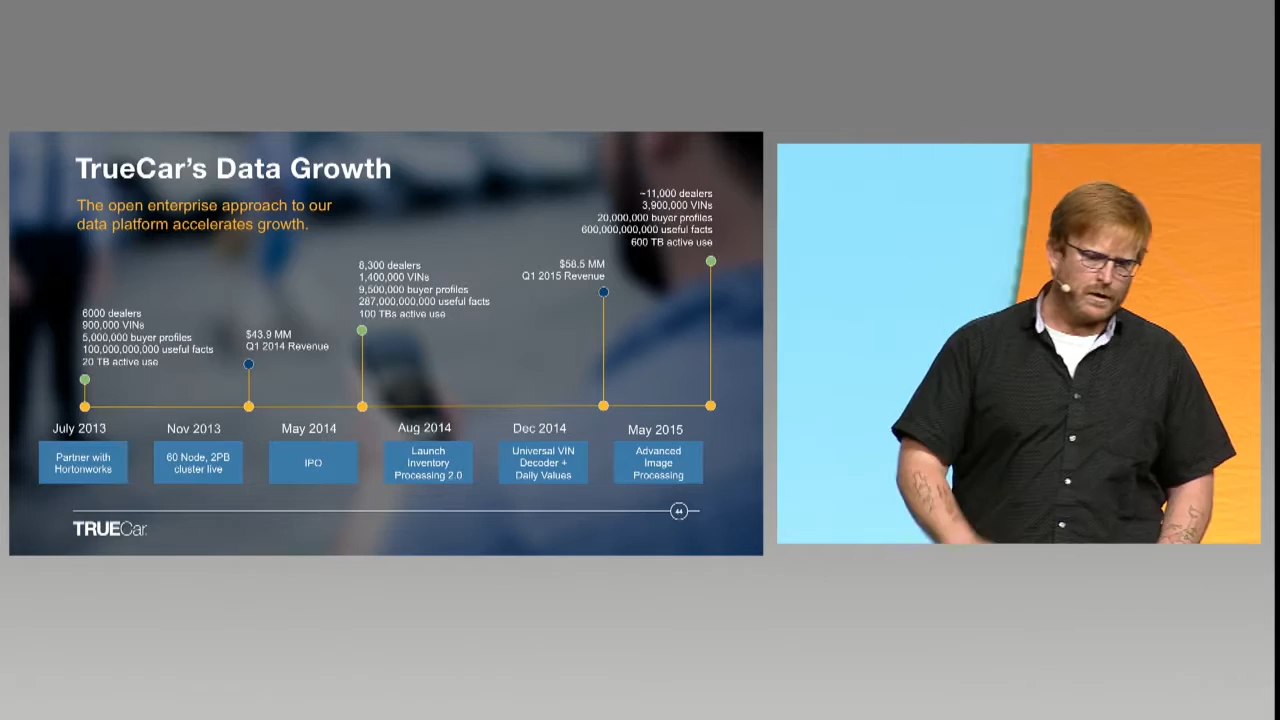 TrueCar's Data Growth
The open enterprise approach to our
data platform accelerates growth.
6000 dealers
900,000 VINs
5,000,000 buyer profiles
100,000,000,000 useful facts
20 TB active use
$43.9 MM
Q1 2014 Revenue
8,300 dealers
1,400,000 VINs
9,500,000 buyer profiles
287,000,000,000 useful facts
100 TBs active use
$58.5 MM
Q1 2015 Revenue
~11,000 dealers
3,900,000 VINs
20,000,000 buyer profiles
600,000,000,000 useful facts
600 TB active use
July 2013
Nov 2013
May 2014
Aug 2014
Dec 2014
May 2015
Partner with
Hortonworks
60 Node, 2PB
cluster live
IPO
Launch
Inventory
Processing 2.0
Universal VIN
Decoder +
Daily Values
Advanced
Image
Processing
44
TRUECar